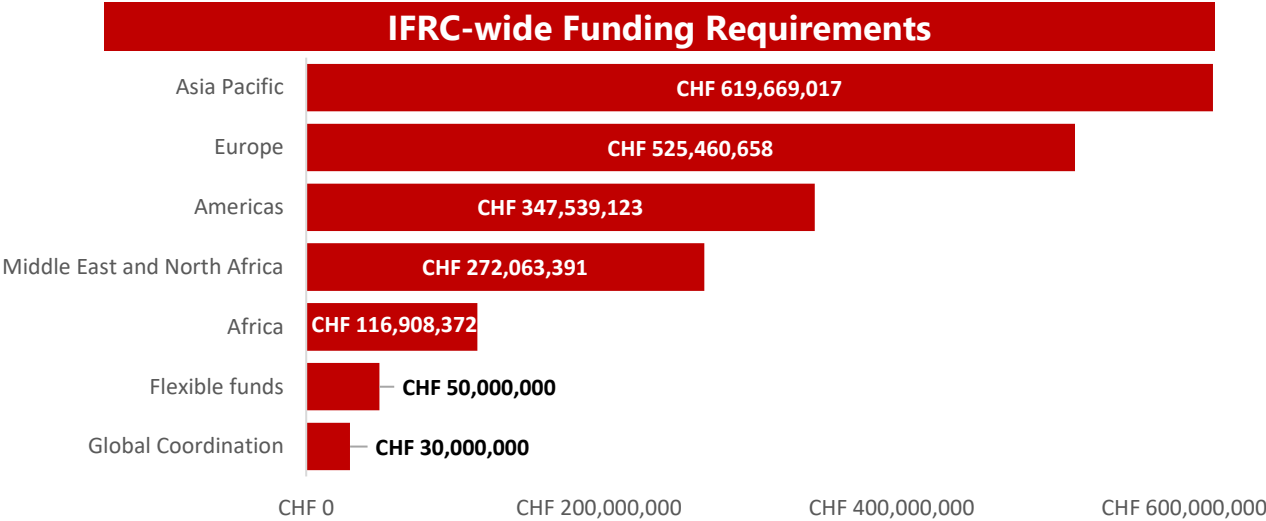 IFRC-wide Funding Requirements
Asia Pacific CHF 619,669,017
Europe CHF 525,460,658
Americas CHF 347,539,123
Middle East and North Africa CHF 272,063,391
Africa CHF 116,908,372
Flexible funds CHF 50,000,000
Global Coordination CHF 30,000,000
CHF 0 CHF 200,000,000 CHF 400,000,000 CHF 600,000,000